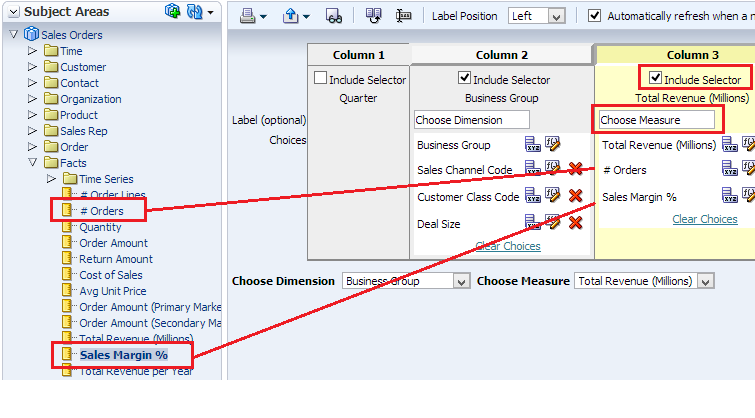 Subject Areas
Sales Orders
Time
Customer
Contact
Organization
Product
Sales Rep
Order
Facts
Time Series
# Order Lines
# Orders
Quantity
Order Amount
Return Amount
Cost of Sales
Avg Unit Price
Order Amount (Primary Marke
Order Amount (Secondary Ma
Total Revenue (Millions)
Sales Margin %
Total Revenue per Year
Label Position Left Automatically refresh when a n
Column 1 Column 2 Column 3
Include Selector Include Selector Include Selector
Quarter Business Group Total Revenue (Millions)
Label (optional) Choose Dimension Choose Measure
Choices Business Group Total Revenue (Millions)
Sales Channel Code # Orders
Customer Class Code Sales Margin %
Deal Size
Clear Choices Clear Choices
Choose Dimension Business Group Choose Measure Total Revenue (Millions)